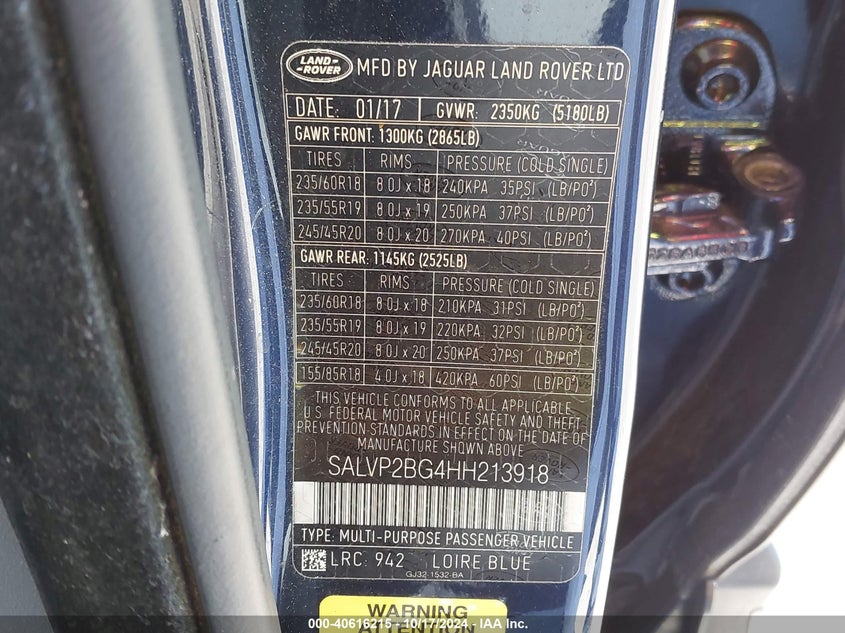 LAND-
-ROVER
MFD BY JAGUAR LAND ROVER LTD
DATE: 01/17 GVWR: 2350KG (5180LB)
GAWR FRONT: 1300KG (2865LB)
TIRES RIMS PRESSURE (COLD SINGLE)
235/60R18 8.0J x 18 240KPA 35PSI (LB/PO²)
235/55R19 8.0J x 19 250KPA 37PSI (LB/PO²)
245/45R20 8.0J x 20 270KPA 40PSI (LB/PO²)
GAWR REAR: 1145KG (2525LB)
TIRES RIMS PRESSURE (COLD SINGLE)
235/60R18 8.0J x 18 210KPA 31PSI (LB/PO²)
235/55R19 8.0J x 19 220KPA 32PSI (LB/PO²)
245/45R20 8.0J x 20 250KPA 37PSI (LB/PO²)
155/85R18 4.0J x 18 420KPA 60PSI (LB/PO²)
THIS VEHICLE CONFORMS TO ALL APPLICABLE
U.S. FEDERAL MOTOR VEHICLE SAFETY AND THEFT
PREVENTION STANDARDS IN EFFECT ON THE DATE OF
MANUFACTURE SHOWN ABOVE
SALVP2BG4HH213918
TYPE: MULTI-PURPOSE PASSENGER VEHICLE
LRC: 942 LOIRE BLUE
GJ32-1532-BA
WARNING
ATTENTION
000-40616215 - 10/17/2024 - IAA Inc.